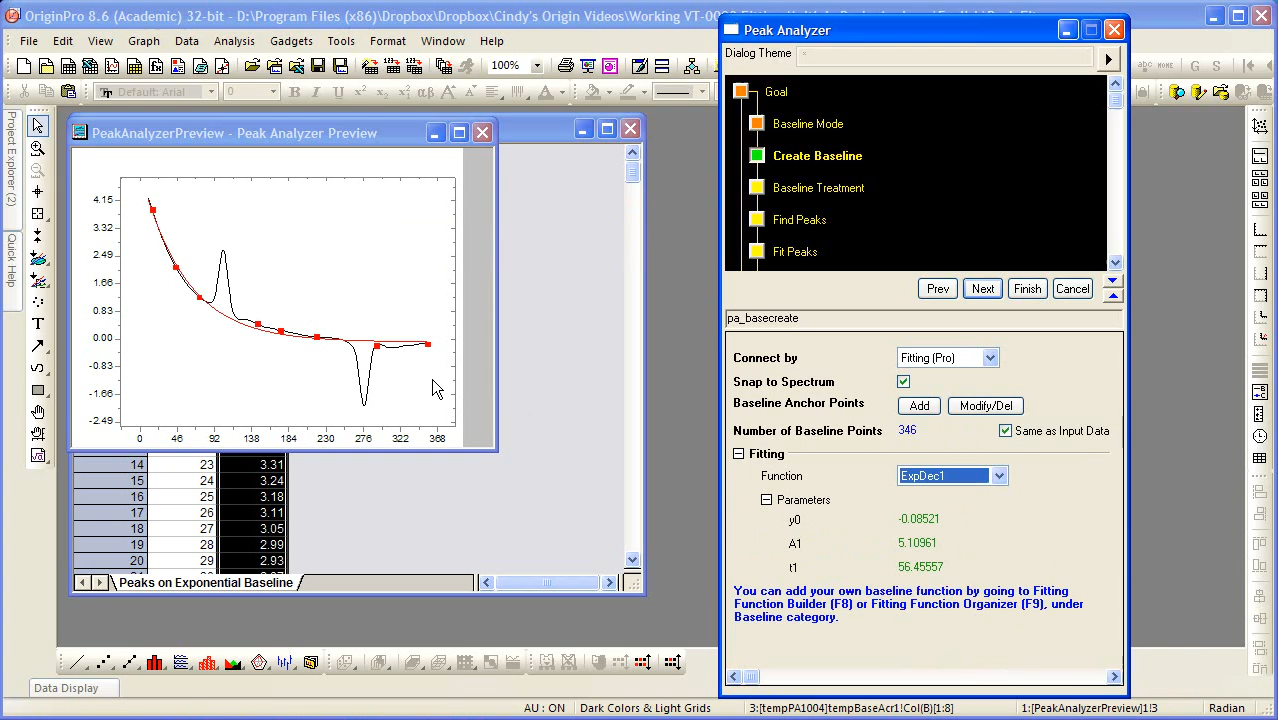 OriginPro 8.6 (Academic) 32-bit - D:\Program Files (x86)\Dropbox\Dropbox\Cindy's Origin Videos\Working VT-00
Peak Analyzer
File Edit View Graph Data Analysis Gadgets Tools Format Window Help
Dialog Theme
100%
Default: Arial
0
B I U
αβ
A
Goal
Baseline Mode
Create Baseline
Baseline Treatment
Find Peaks
Fit Peaks
Project Explorer (2)
Quick Help
PeakAnalyzerPreview - Peak Analyzer Preview
4.15
3.32
2.49
1.66
0.83
0.00
-0.83
-1.66
-2.49
0 46 92 138 184 230 276 322 368
Prev Next Finish Cancel
pa_basecreate
Connect by Fitting (Pro)
Snap to Spectrum
Baseline Anchor Points Add Modify/Del
Number of Baseline Points 346 Same as Input Data
Fitting
Function ExpDec1
Parameters
y0 -0.08521
A1 5.10961
t1 56.45557
You can add your own baseline function by going to Fitting
Function Builder (F8) or Fitting Function Organizer (F9), under
Baseline category.
14 23 3.31
15 24 3.24
16 25 3.18
17 26 3.11
18 27 3.05
19 28 2.99
20 29 2.93
Peaks on Exponential Baseline
Data Display
AU : ON Dark Colors & Light Grids 3:[tempPA1004]tempBaseAcr1!Col(B)[1:8] 1:[PeakAnalyzerPreview]1!3 Radian